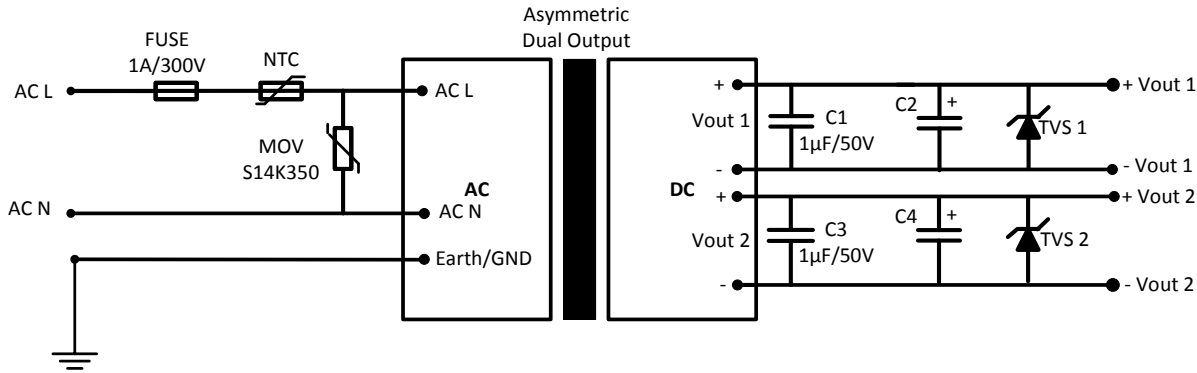 Asymmetric
Dual Output
FUSE
1A/300V
NTC
AC L
AC L
MOV
S14K350
AC
AC N
AC N
Earth/GND
+
Vout 1
-
DC
+
Vout 2
-
C1
1µF/50V
C2
+
TVS 1
+ Vout 1
- Vout 1
+ Vout 2
C3
1µF/50V
C4
+
TVS 2
- Vout 2